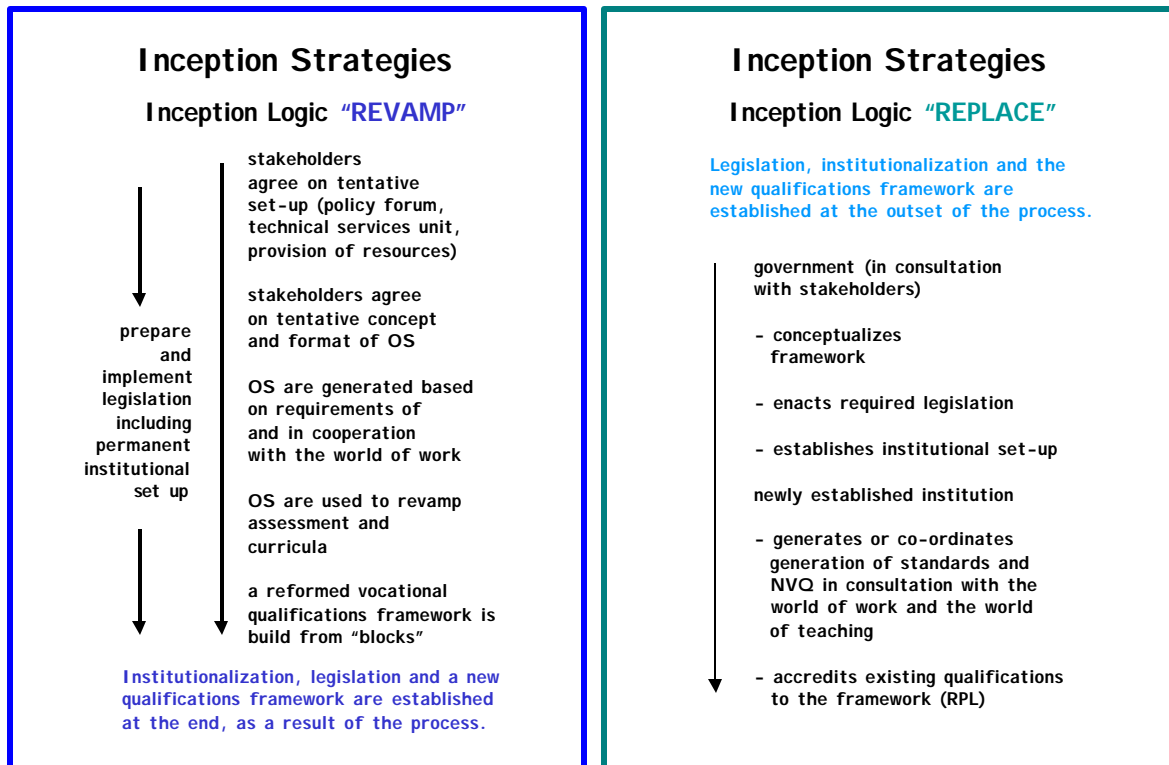 Inception Strategies
Inception Logic “REVAMP”
stakeholders
agree on tentative
set-up (policy forum,
technical services unit,
provision of resources)
stakeholders agree
on tentative concept
and format of OS
OS are generated based
on requirements of
and in cooperation
with the world of work
OS are used to revamp
assessment and
curricula
a reformed vocational
qualifications framework is
build from “blocks”
prepare
and
implement
legislation
including
permanent
institutional
set up
Institutionalization, legislation and a new
qualifications framework are established
at the end, as a result of the process.
Inception Strategies
Inception Logic “REPLACE”
Legislation, institutionalization and the
new qualifications framework are
established at the outset of the process.
government (in consultation
with stakeholders)
- conceptualizes
framework
- enacts required legislation
- establishes institutional set-up
newly established institution
- generates or co-ordinates
generation of standards and
NVQ in consultation with the
world of work and the world
of teaching
- accredits existing qualifications
to the framework (RPL)